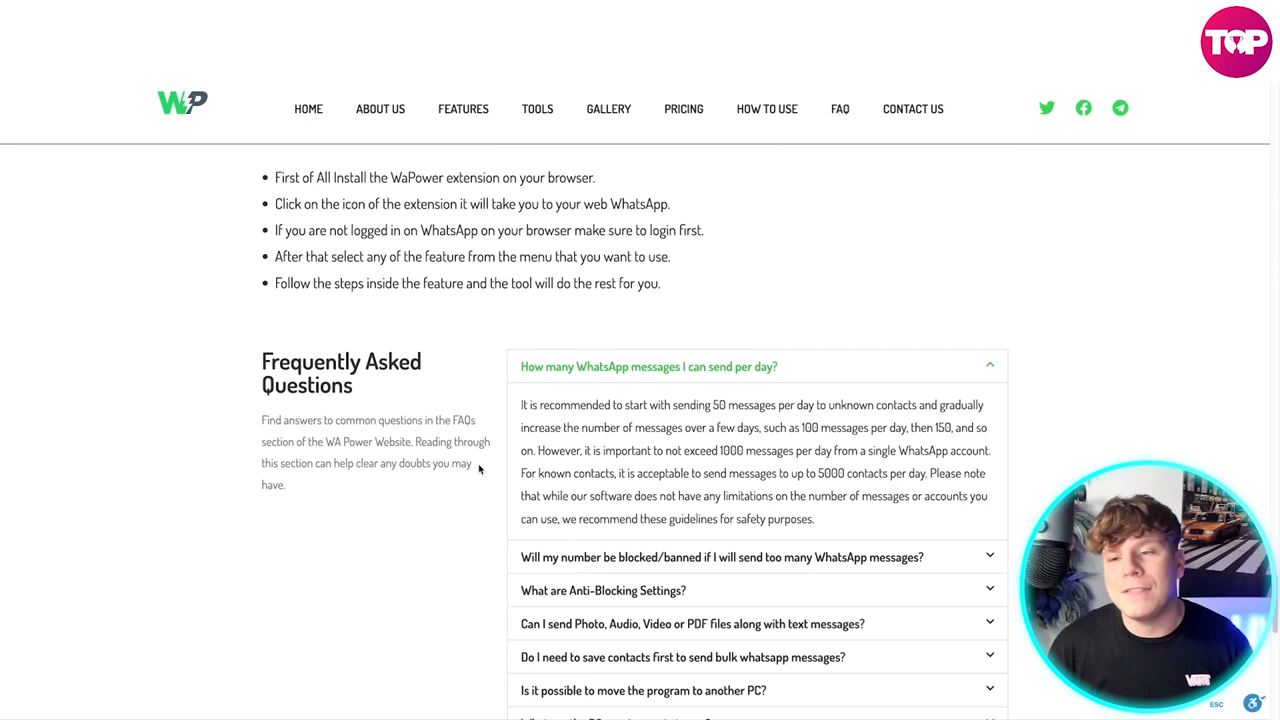 TOP
WP
HOME ABOUT US FEATURES TOOLS GALLERY PRICING HOW TO USE FAQ CONTACT US
First of All Install the WaPower extension on your browser.
Click on the icon of the extension it will take you to your web WhatsApp.
If you are not logged in on WhatsApp on your browser make sure to login first.
After that select any of the feature from the menu that you want to use.
Follow the steps inside the feature and the tool will do the rest for you.
Frequently Asked
Questions
Find answers to common questions in the FAQs
section of the WA Power Website. Reading through
this section can help clear any doubts you may
have.
How many WhatsApp messages I can send per day?
It is recommended to start with sending 50 messages per day to unknown contacts and gradually
increase the number of messages over a few days, such as 100 messages per day, then 150, and so
on. However, it is important to not exceed 1000 messages per day from a single WhatsApp account.
For known contacts, it is acceptable to send messages to up to 5000 contacts per day. Please note
that while our software does not have any limitations on the number of messages or accounts you
can use, we recommend these guidelines for safety purposes.
Will my number be blocked/banned if I will send too many WhatsApp messages?
What are Anti-Blocking Settings?
Can I send Photo, Audio, Video or PDF files along with text messages?
Do I need to save contacts first to send bulk whatsapp messages?
Is it possible to move the program to another PC?
VANS
ESC